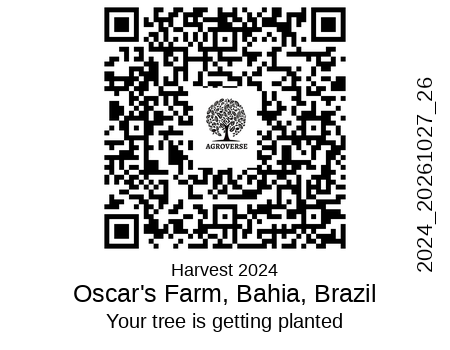 AGROVERSE
Harvest 2024
Oscar's Farm, Bahia, Brazil
Your tree is getting planted
2024_20261027_26